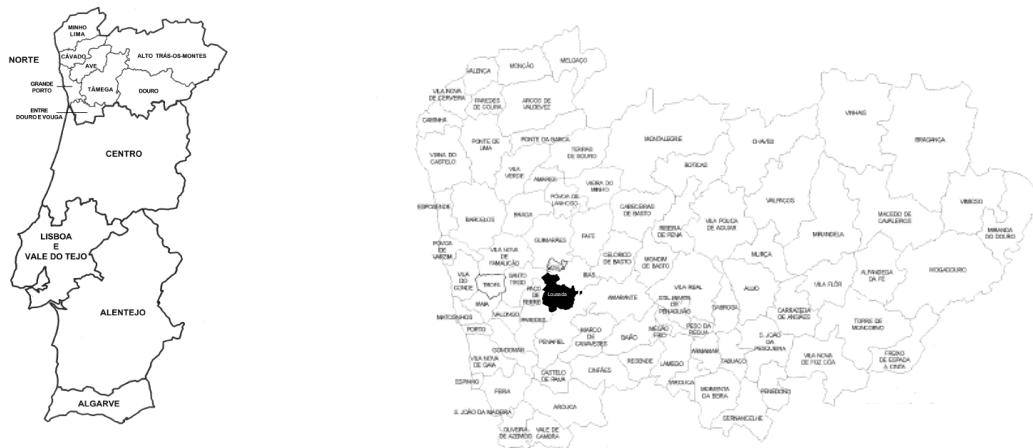 MINHO
LIMA
NORTE
CÁVADO
AVE
ALTO TRÁS-OS-MONTES
GRANDE
PORTO
TÂMEGA
DOURO
ENTRE
DOURO E VOUGA
CENTRO
LISBOA
E
VALE DO TEJO
ALENTEJO
ALGARVE
MELGAÇO
MONÇÃO
VALENÇA
VILA NOVA
DE CERVEIRA
PAREDES
DE COURA
ARCOS DE
VALDEVEZ
CAMINHA
VIANA DO
CASTELO
PONTE DE
LIMA
PONTE DA BARCA
TERRAS
DE BOURO
MONTALEGRE
CHAVES
VINHAIS
BRAGANÇA
BOTICAS
VILA
VERDE
AMARES
VIEIRA DO
MINHO
PÓVOA DE
LANHOSO
ESPOSENDE
BARCELOS
BRAGA
CABECEIRAS
DE BASTO
RIBEIRA
DE PENA
VILA POUCA
DE AGUIAR
VALPAÇOS
MIRANDELA
MACEDO DE
CAVALEIROS
VIMIOSO
MIRANDA
DO DOURO
PÓVOA
DE
VARZIM
VILA NOVA
DE
FAMALICÃO
GUIMARÃES
FAFE
CELORICO
DE BASTO
MONDIM
DE BASTO
MURÇA
ALFANDEGA
DA FÉ
MOGADOURO
VILA
DO
CONDE
TROFA
SANTO
TIRSO
PAÇO
DE
Lousada
AMARANTE
VILA REAL
SABROSA
ALIJO
VILA FLÔR
CARRAZEDA
DE ANSIÃES
TORRE DE
MONCORVO
MAIA
MATOSINHOS
VALONGO
PAREDES
PORTO
PENAFIEL
MARCO
DE
CANAVESES
BAIÃO
MESÃO
FRIO
PESO DA
RÉGUA
S. JOÃO
DA
PESQUEIRA
GONDOMAR
VILA NOVA
DE GAIA
CASTELO
DE PAIVA
CINFÃES
RESENDE
LAMEGO
ARMAMAR
TABUAÇO
VILA NOVA
DE FOZ CÔA
FREIXO
DE ESPADA
À CINTA
ESPINHO
FEIRA
AROUCA
TAROUCA
MOIMENTA
DA BEIRA
PENEDONO
SERNANCELHE
S. JOÃO DA MADEIRA
OLIVEIRA
DE AZEMEIS
VALE DE
CAMBRA